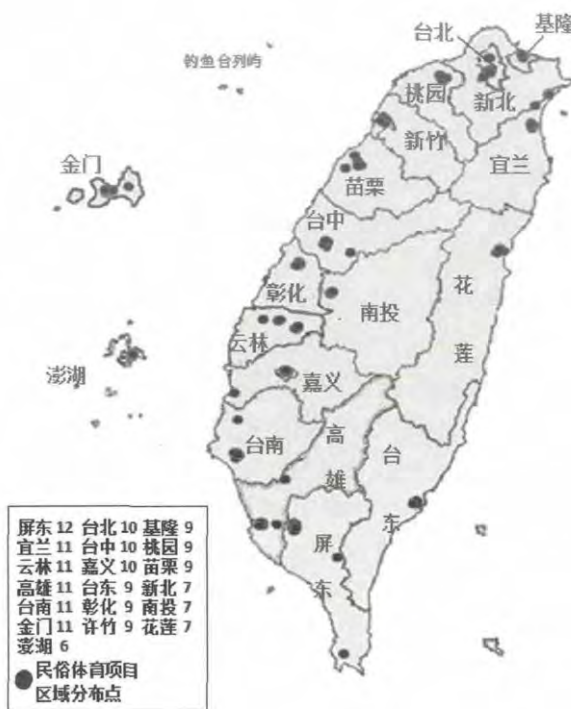 台北
基隆
钓鱼台列屿
桃园
新北
新竹
金门
宜兰
苗栗
台中
花
彰化
南投
云林
莲
澎湖
嘉义
高
台南
台
雄
屏
东
东
屏东 12 台北 10 基隆 9
宜兰 11 台中 10 桃园 9
云林 11 嘉义 10 苗栗 9
高雄 11 台东 9 新北 7
台南 11 彰化 9 南投 7
金门 11 许竹 9 花莲 7
澎湖 6
民俗体育项目
区域分布点